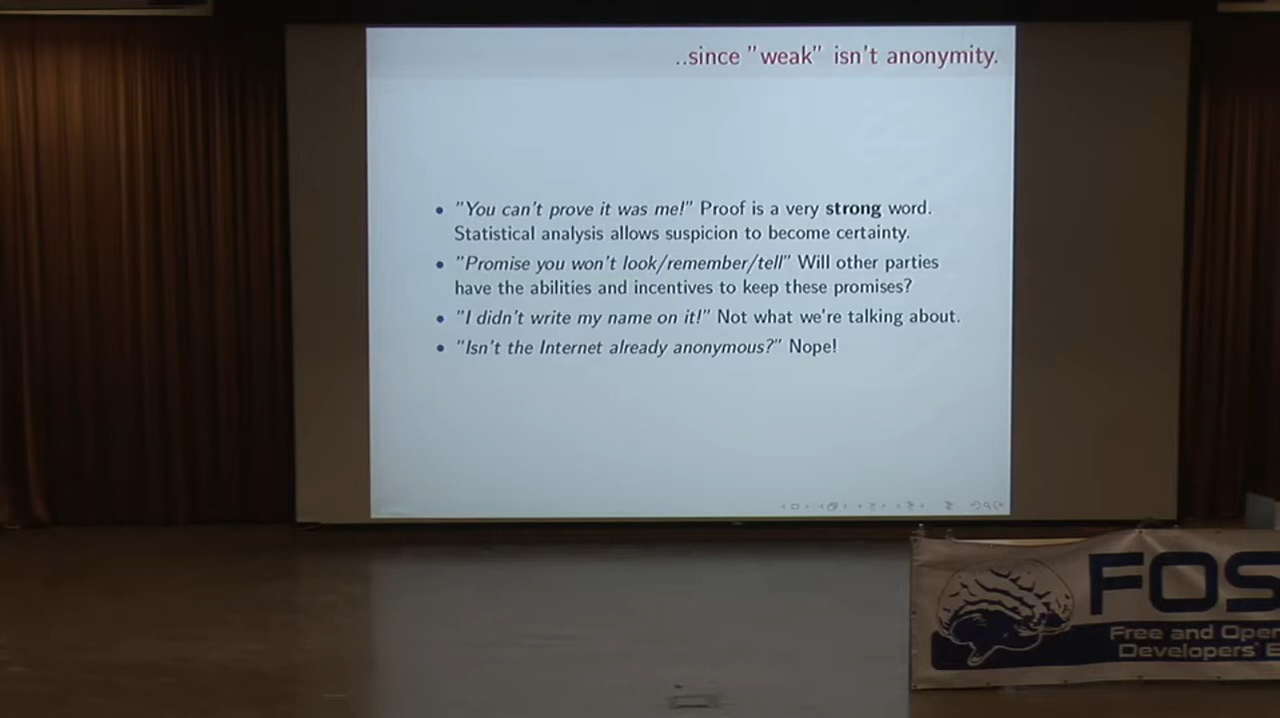 ..since "weak" isn't anonymity.
• "You can't prove it was me!" Proof is a very strong word.
Statistical analysis allows suspicion to become certainty.
• "Promise you won't look/remember/tell" Will other parties
have the abilities and incentives to keep these promises?
• "I didn't write my name on it!" Not what we're talking about.
• "Isn't the Internet already anonymous?" Nope!
FOS
Free and Open
Developers' E